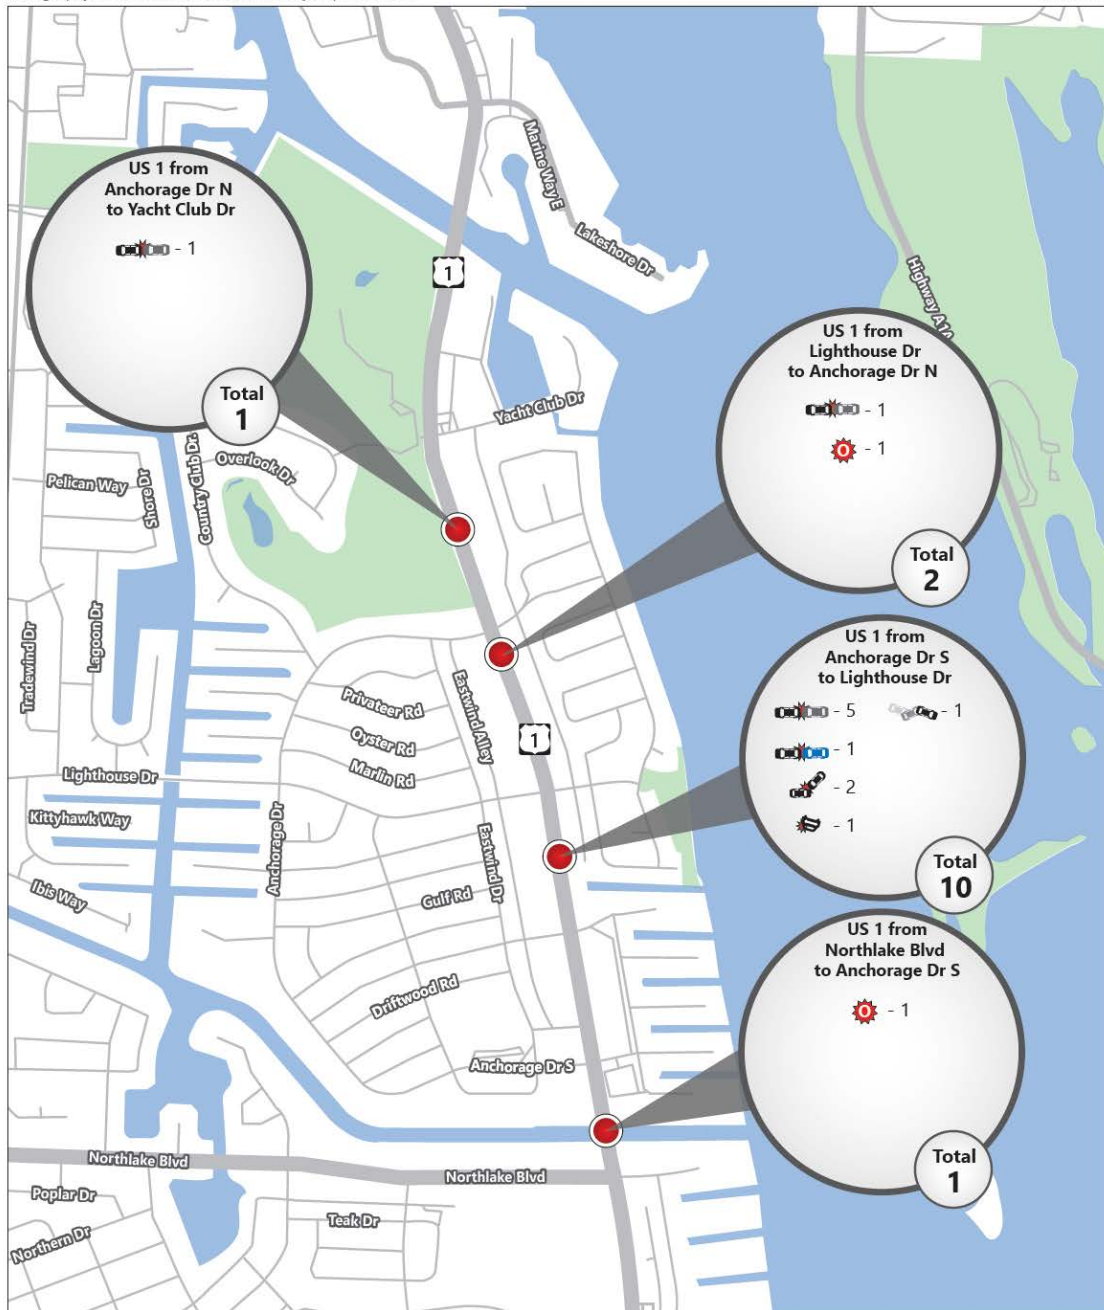 US 1 from
Anchorage Dr N
to Yacht Club Dr
- 1
Total
1
Marine Way E
Lakeshore Dr
Highway A1A
1
US 1 from
Lighthouse Dr
to Anchorage Dr N
- 1
O - 1
Total
2
Yacht Club Dr
Overlook Dr
Country Club Dr.
Shore Dr
Pelican Way
Lagoon Dr
Tradewind Dr
Privateer Rd
Oyster Rd
Marlin Rd
Eastwind Alley
1
US 1 from
Anchorage Dr S
to Lighthouse Dr
- 5
- 1
- 1
- 2
- 1
Total
10
Lighthouse Dr
Kittyhawk Way
Anchorage Dr
Ibis Way
Eastwind Dr
Gulf Rd
Driftwood Rd
Anchorage Dr S
US 1 from
Northlake Blvd
to Anchorage Dr S
O - 1
Total
1
Northlake Blvd
Northlake Blvd
Poplar Dr
Northern Dr
Teak Dr